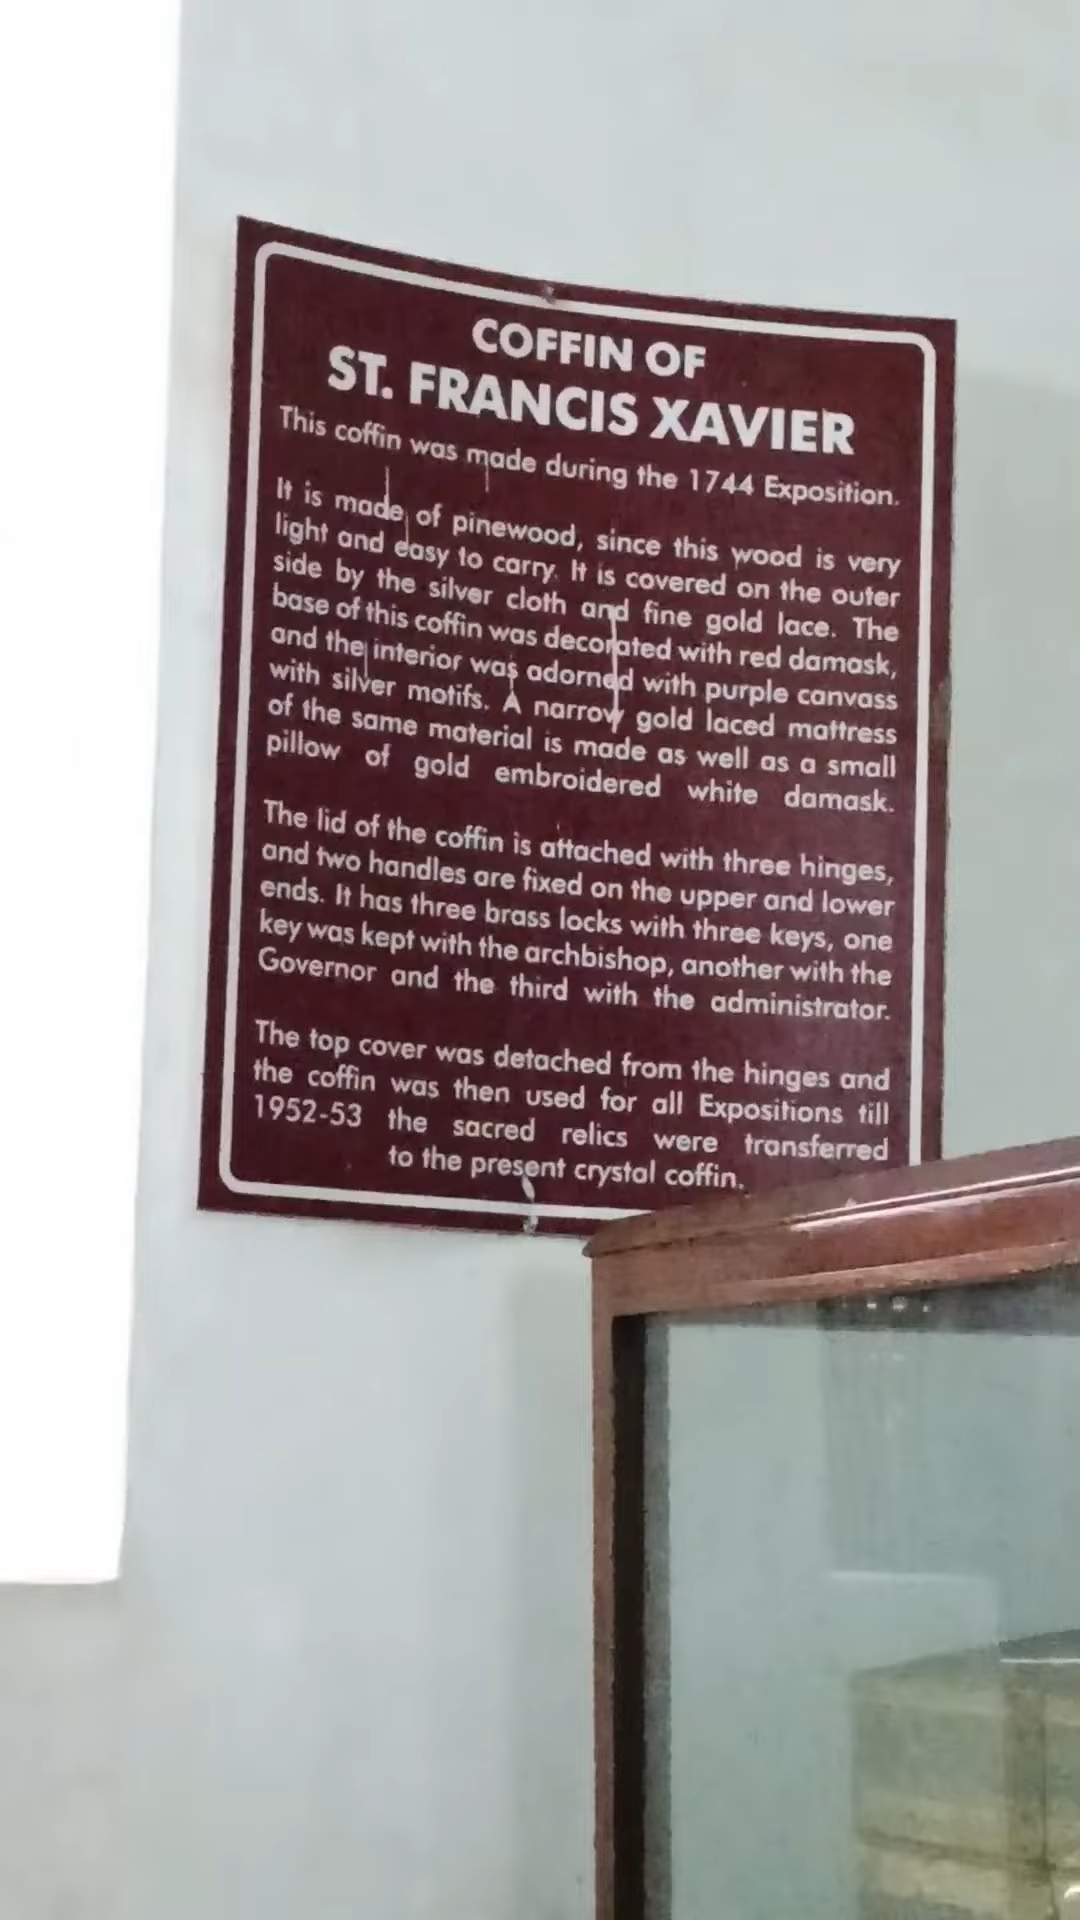 COFFIN OF
ST. FRANCIS XAVIER
This coffin was made during the 1744 Exposition.
It is made of pinewood, since this wood is very
light and easy to carry. It is covered on the outer
side by the silver cloth and fine gold lace. The
base of this coffin was decorated with red damask,
and the interior was adorned with purple canvass
with silver motifs. A narrow gold laced mattress
of the same material is made as well as a small
pillow of gold embroidered white damask.
The lid of the coffin is attached with three hinges,
and two handles are fixed on the upper and lower
ends. It has three brass locks with three keys, one
key was kept with the archbishop, another with the
Governor and the third with the administrator.
The top cover was detached from the hinges and
the coffin was then used for all Expositions till
1952-53 the sacred relics were transferred
to the present crystal coffin.